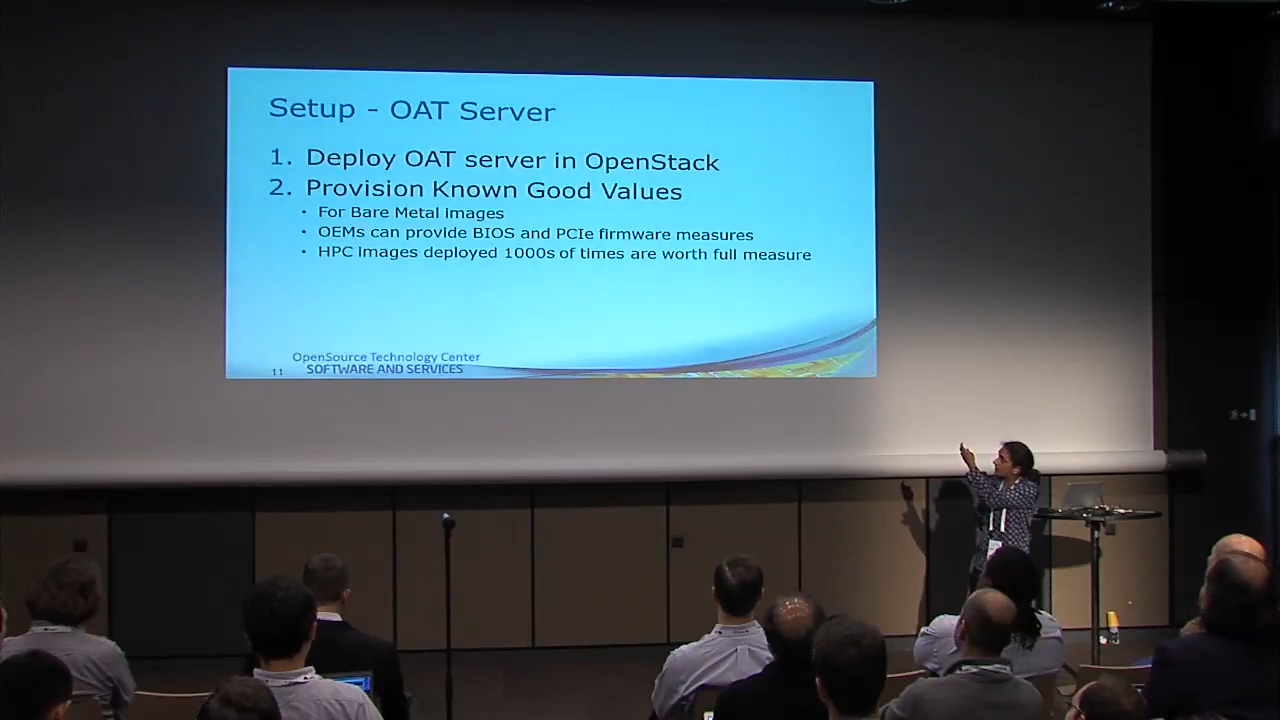 Setup - OAT Server
1. Deploy OAT server in OpenStack
2. Provision Known Good Values
• For Bare Metal images
• OEMs can provide BIOS and PCIe firmware measures
• HPC images deployed 1000s of times are worth full measure
OpenSource Technology Center
11 SOFTWARE AND SERVICES